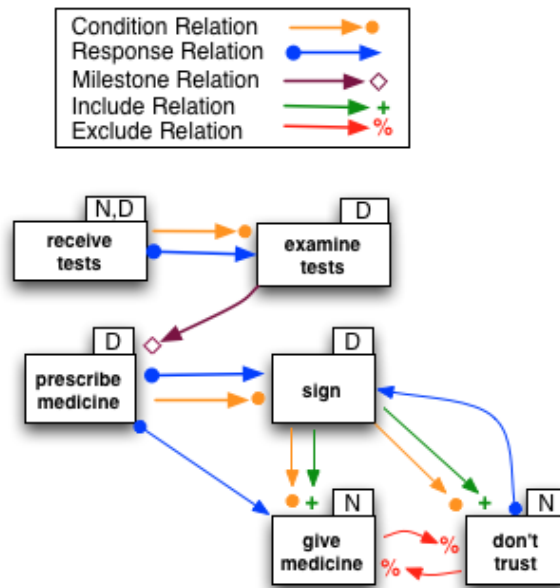 Condition Relation
Response Relation
Milestone Relation
Include Relation
+
Exclude Relation
%
N,D
receive
tests
D
examine
tests
D
prescribe
medicine
D
sign
+
N
give
medicine
%
%
+
N
don't
trust